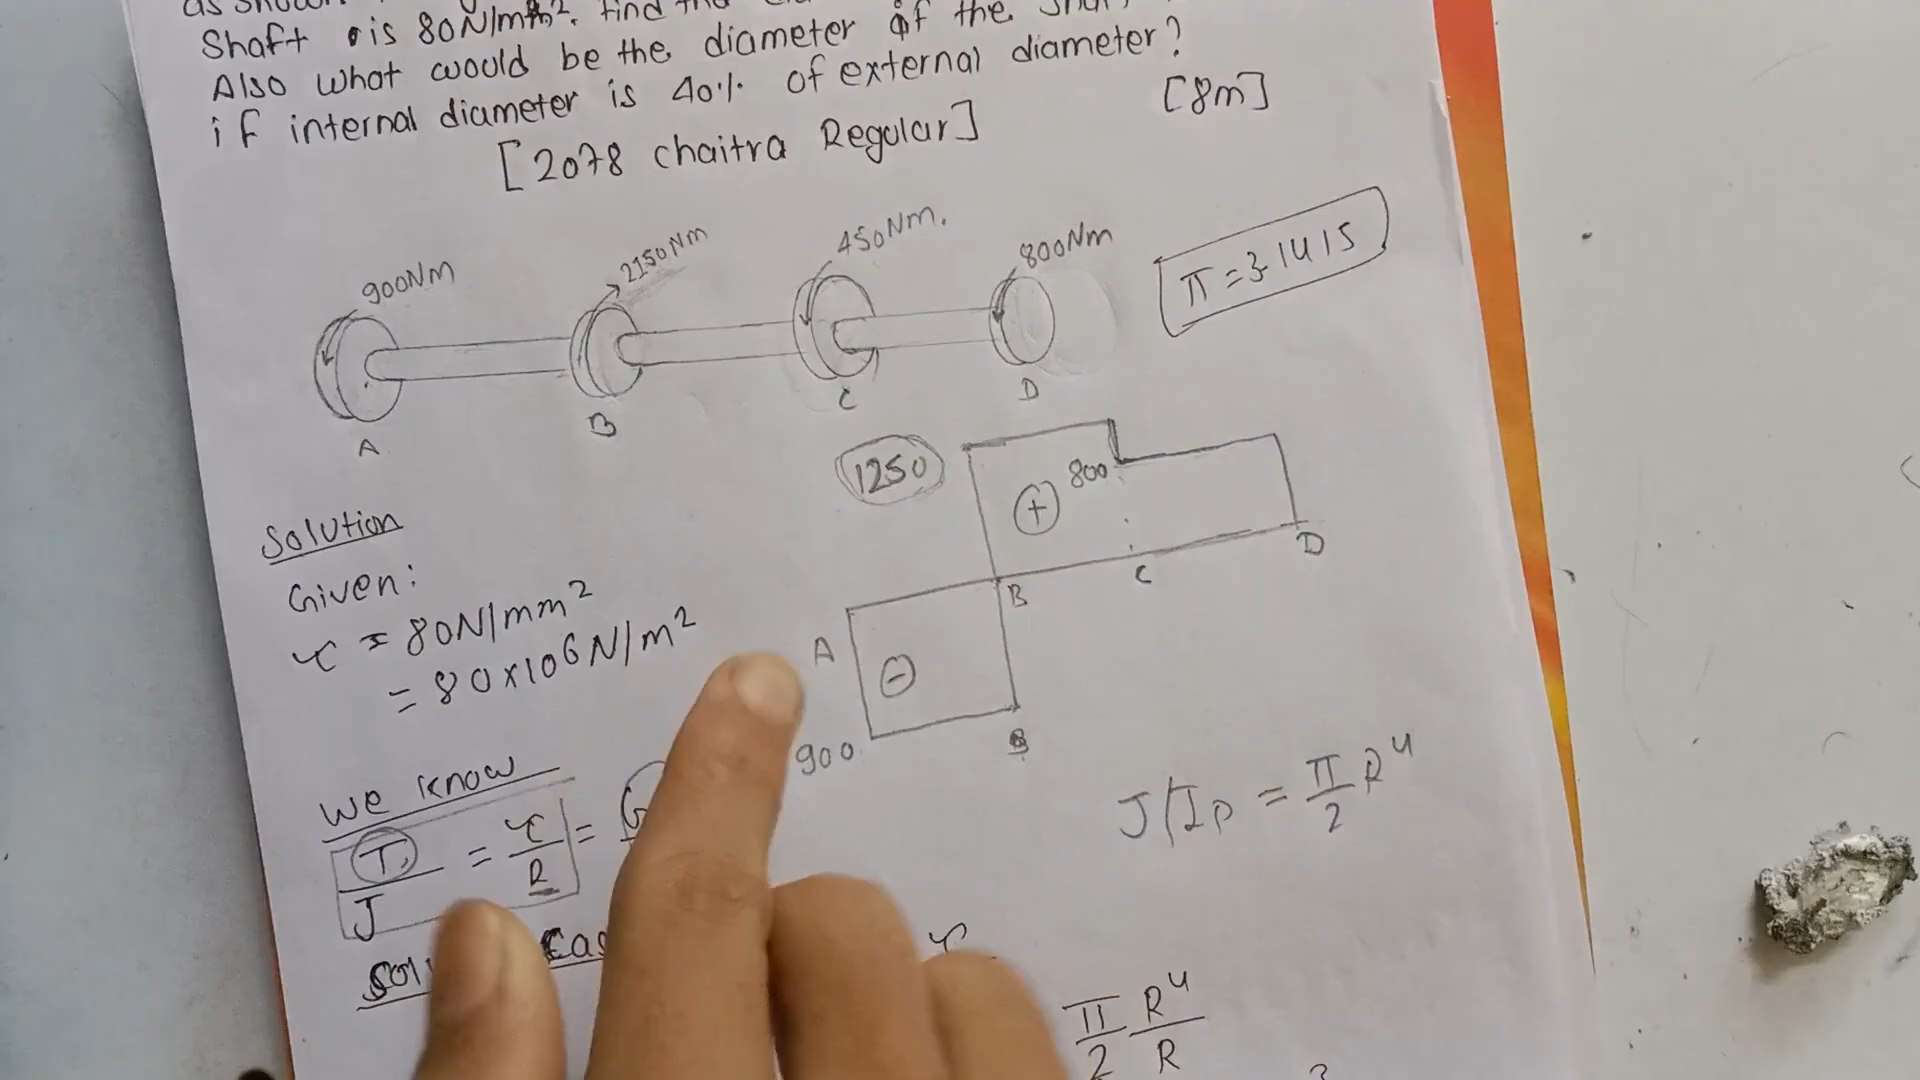 as
Shaft is 80N/mm². find the
Also what would be the diameter of the
if internal diameter is 40% of external diameter?
[2078 chaitra Regular] [8m]
900Nm 2150Nm 450Nm. 800Nm
π=3.1415
A B C D
1250
800
+
B C D
Solution
Given:
τ = 80N/mm²
= 80×10⁶N/m²
A
-
900
B
We know
T/J = τ/R = G
J/Ip = π/2 R⁴
τ
π/2 R⁴/R